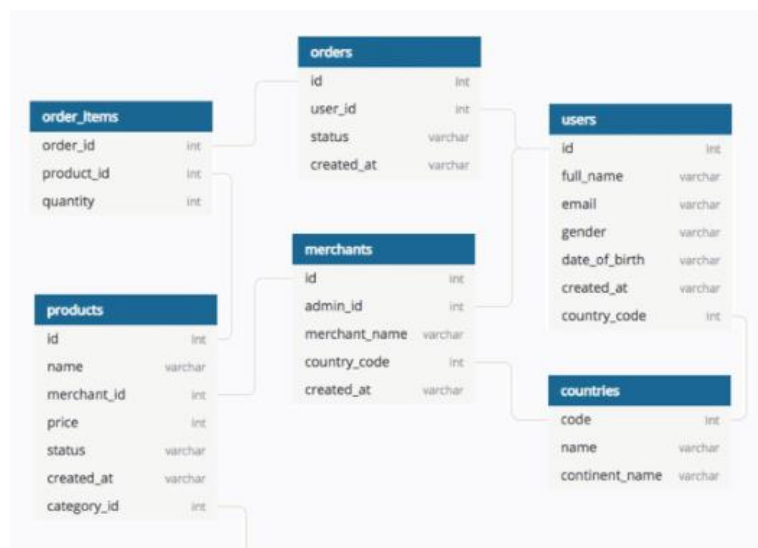 orders
id int
user_id int
status varchar
created_at varchar
order_items
order_id int
product_id int
quantity int
users
id int
full_name varchar
email varchar
gender varchar
date_of_birth varchar
created_at varchar
country_code int
merchants
id int
admin_id int
merchant_name varchar
country_code int
created_at varchar
products
id int
name varchar
merchant_id int
price int
status varchar
created_at varchar
category_id int
countries
code int
name varchar
continent_name varchar